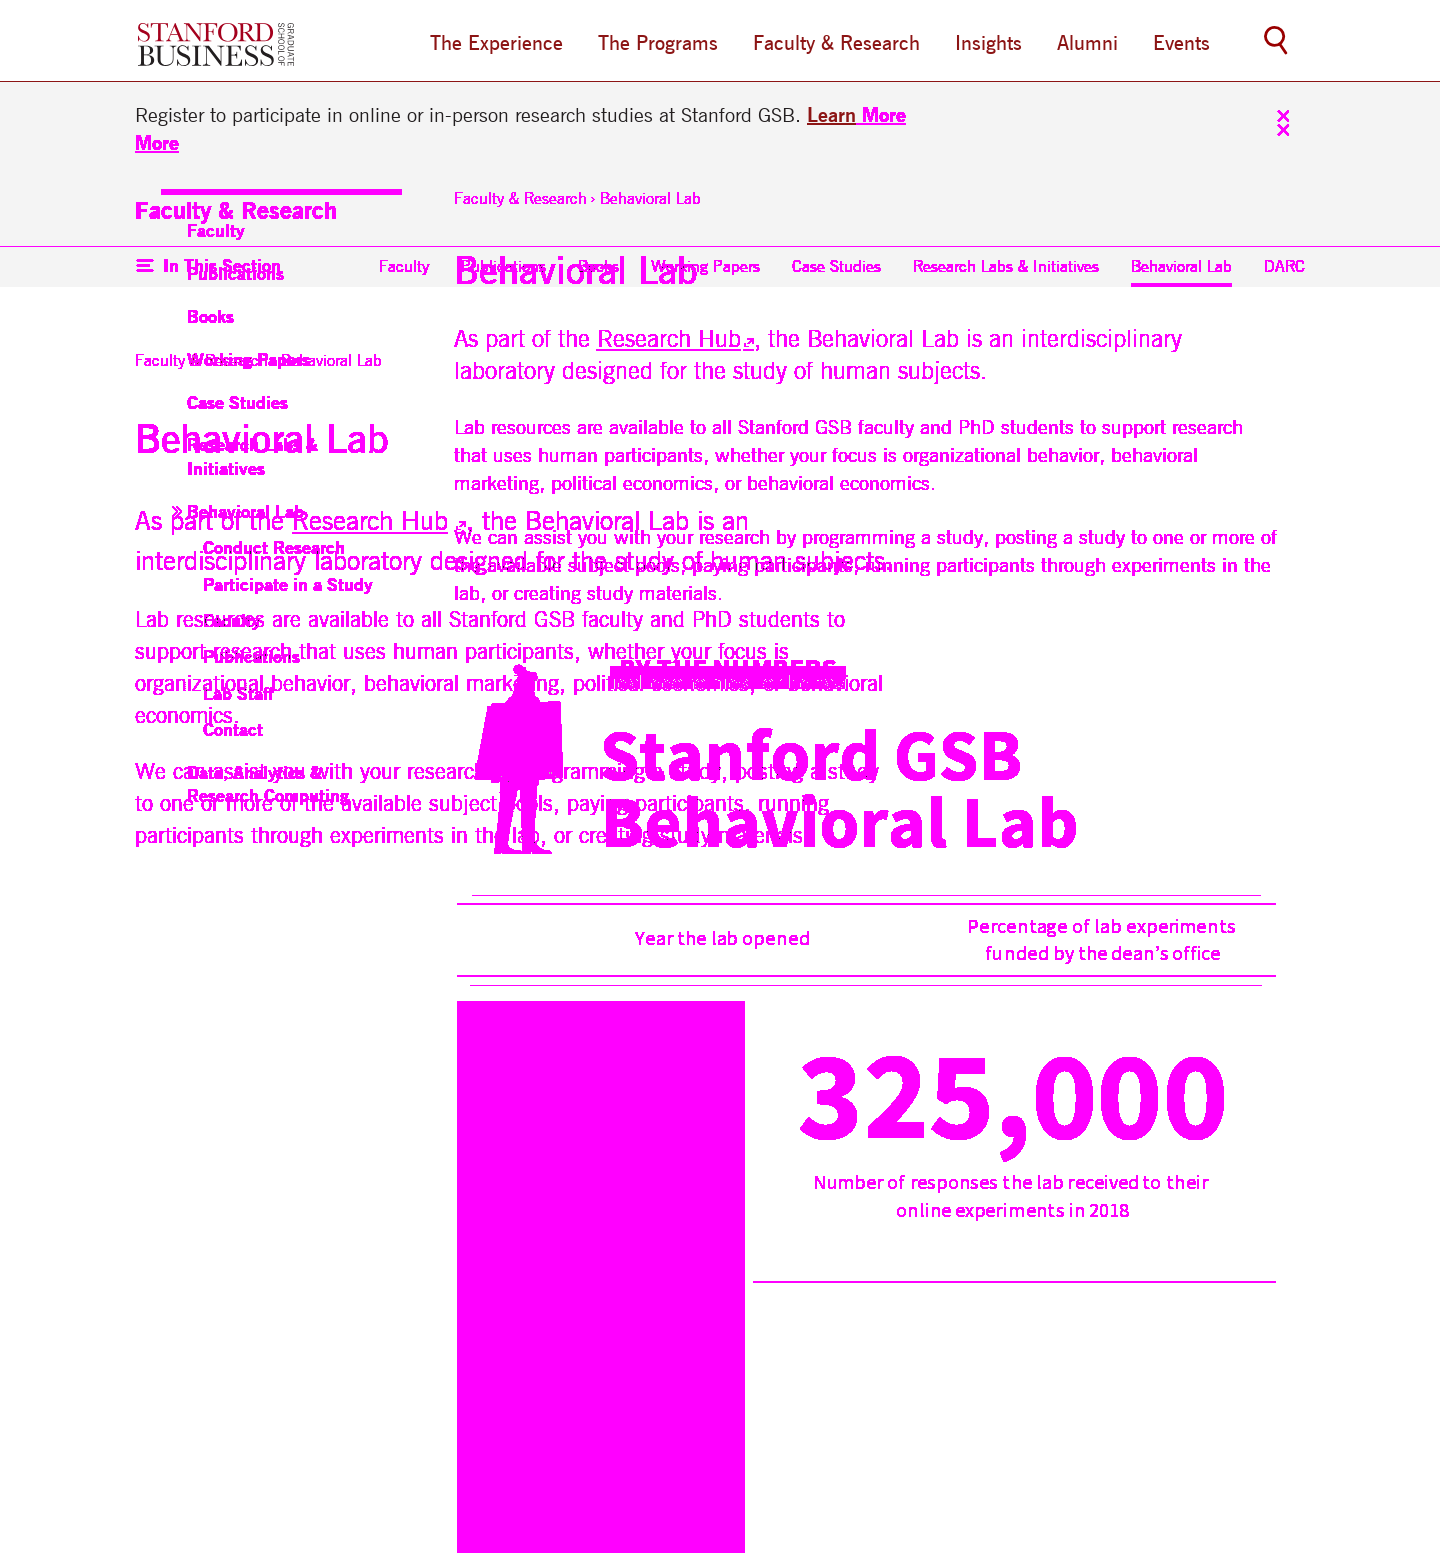 STANFORD
BUSINESS
GRADUATE
SCHOOL OF
The Experience
The Programs
Faculty & Research
Insights
Alumni
Events
Register to participate in online or in-person research studies at Stanford GSB. Learn More
More
Faculty & Research › Behavioral Lab
Faculty & Research
Faculty
In This Section
Publications
Faculty
Publications
Books
Working Papers
Case Studies
Research Labs & Initiatives
Behavioral Lab
DARC
Behavioral Lab
Books
As part of the Research Hub, the Behavioral Lab is an interdisciplinary
laboratory designed for the study of human subjects.
Faculty & Research › Behavioral Lab
Working Papers
Case Studies
Lab resources are available to all Stanford GSB faculty and PhD students to support research
that uses human participants, whether your focus is organizational behavior, behavioral
marketing, political economics, or behavioral economics.
Behavioral Lab
Research Labs &
Initiatives
» Behavioral Lab
As part of the Research Hub, the Behavioral Lab is an
interdisciplinary laboratory designed for the study of human subjects.
We can assist you with your research by programming a study, posting a study to one or more of
the available subject pools, paying participants, running participants through experiments in the
lab, or creating study materials.
Conduct Research
Participate in a Study
Faculty
Publications
Lab Staff
Contact
Data, Analytics &
Research Computing
Lab resources are available to all Stanford GSB faculty and PhD students to
support research that uses human participants, whether your focus is
organizational behavior, behavioral marketing, political economics, or behavioral
economics.
We can assist you with your research by programming a study, posting a study
to one or more of the available subject pools, paying participants, running
participants through experiments in the lab, or creating study materials.
BY THE NUMBERS
Stanford GSB
Behavioral Lab
Year the lab opened
Percentage of lab experiments
funded by the dean’s office
325,000
Number of responses the lab received to their
online experiments in 2018